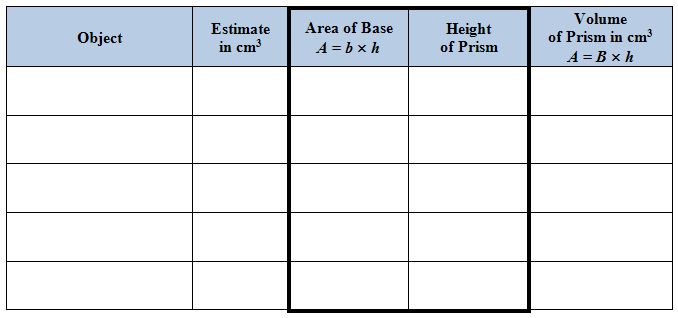 Object
Estimate
in cm³
Area of Base
A = b × h
Height
of Prism
Volume
of Prism in cm³
A = B × h